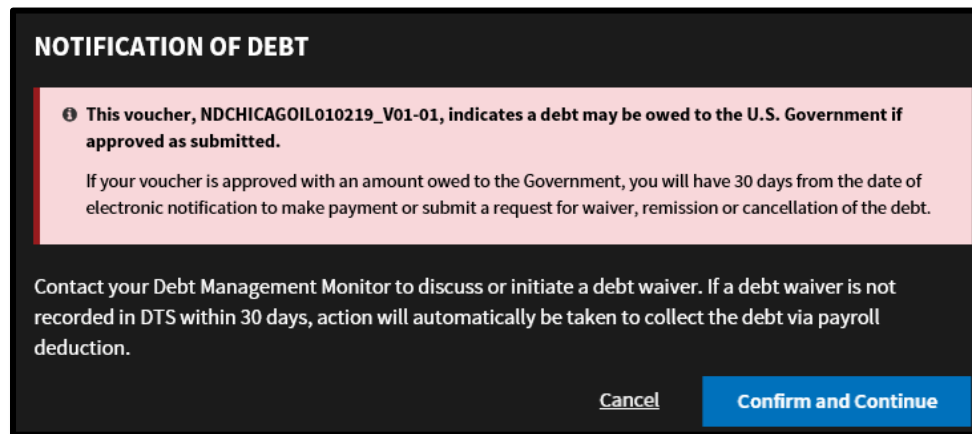 NOTIFICATION OF DEBT
This voucher, NDCHICAGOIL010219_V01-01, indicates a debt may be owed to the U.S. Government if
approved as submitted.
If your voucher is approved with an amount owed to the Government, you will have 30 days from the date of
electronic notification to make payment or submit a request for waiver, remission or cancellation of the debt.
Contact your Debt Management Monitor to discuss or initiate a debt waiver. If a debt waiver is not
recorded in DTS within 30 days, action will automatically be taken to collect the debt via payroll
deduction.
Cancel Confirm and Continue